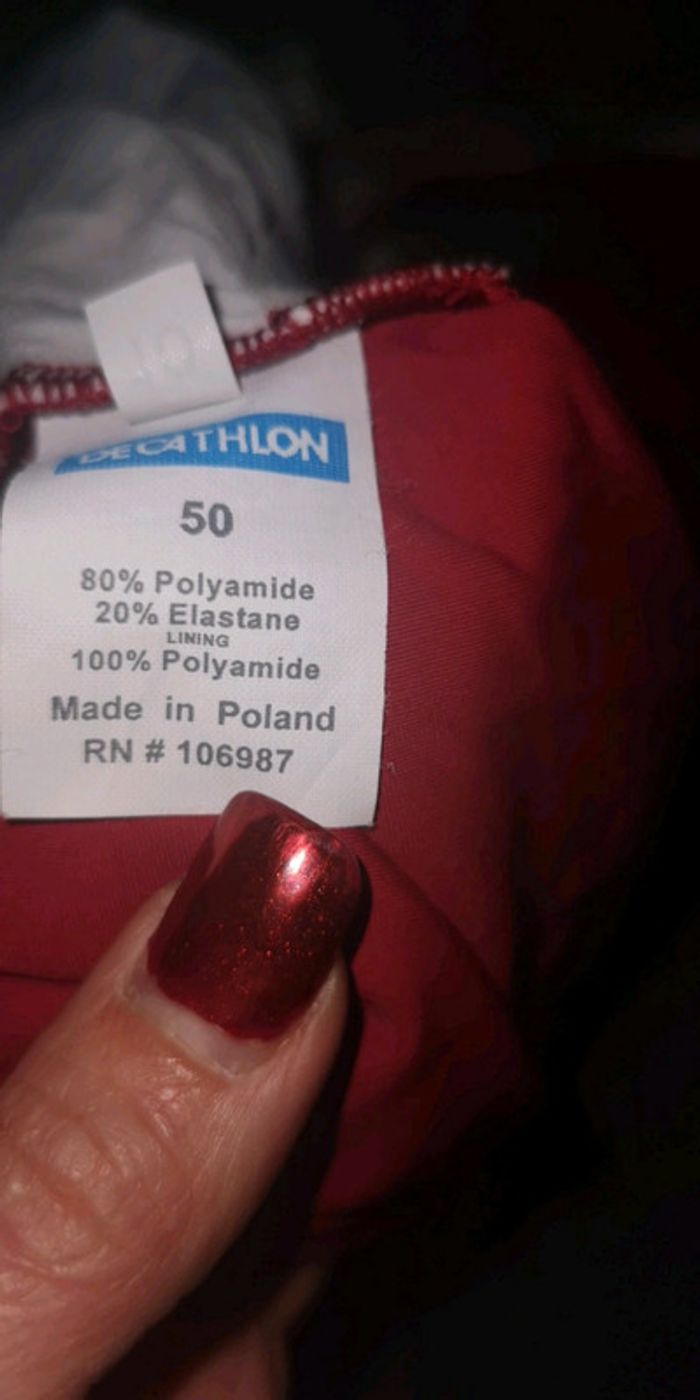 DECATHLON
50
80% Polyamide
20% Elastane
LINING
100% Polyamide
Made in Poland
RN # 106987